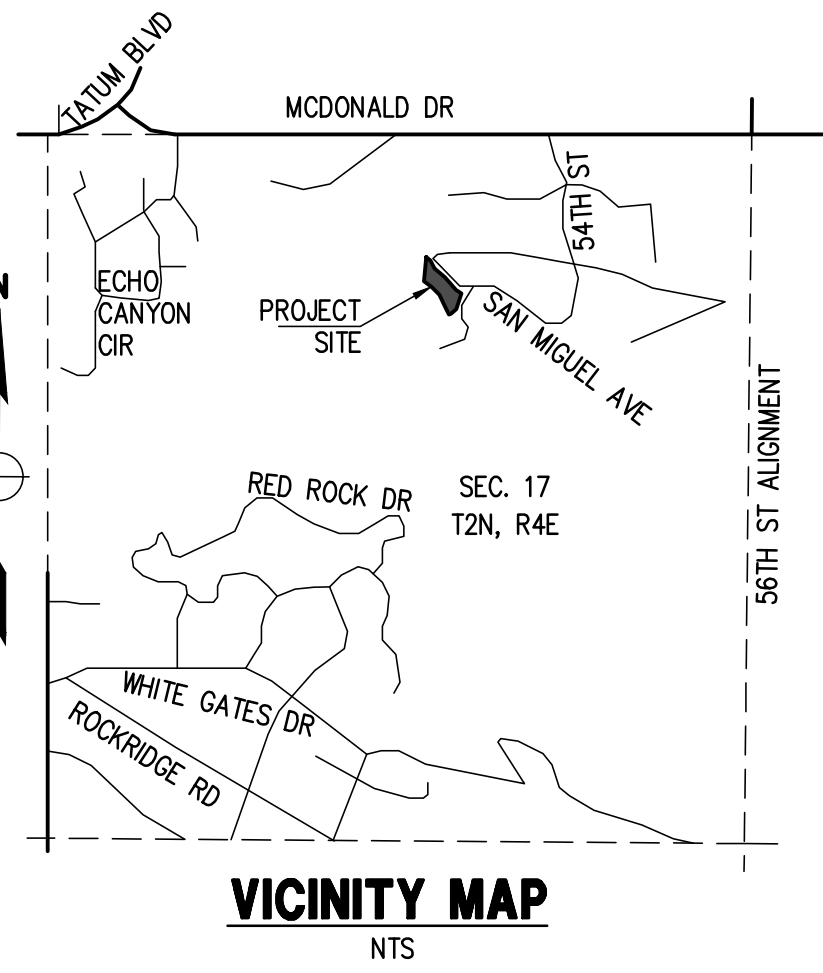 TATUM BLVD
MCDONALD DR
54TH ST
ECHO
CANYON
CIR
PROJECT
SITE
SAN MIGUEL AVE
56TH ST ALIGNMENT
RED ROCK DR
SEC. 17
T2N, R4E
WHITE GATES DR
ROCKRIDGE RD
VICINITY MAP
NTS